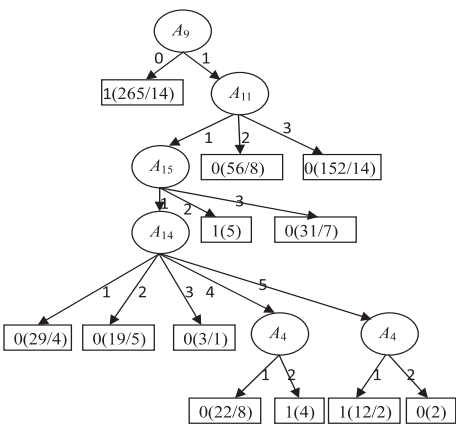 A9
0 1
1(265/14) A11
1 2 3
A15 0(56/8) 0(152/14)
1 2 3
A14 1(5) 0(31/7)
1 2 3 4 5
0(29/4) 0(19/5) 0(3/1) A4 A4
1 2 1 2
0(22/8) 1(4) 1(12/2) 0(2)